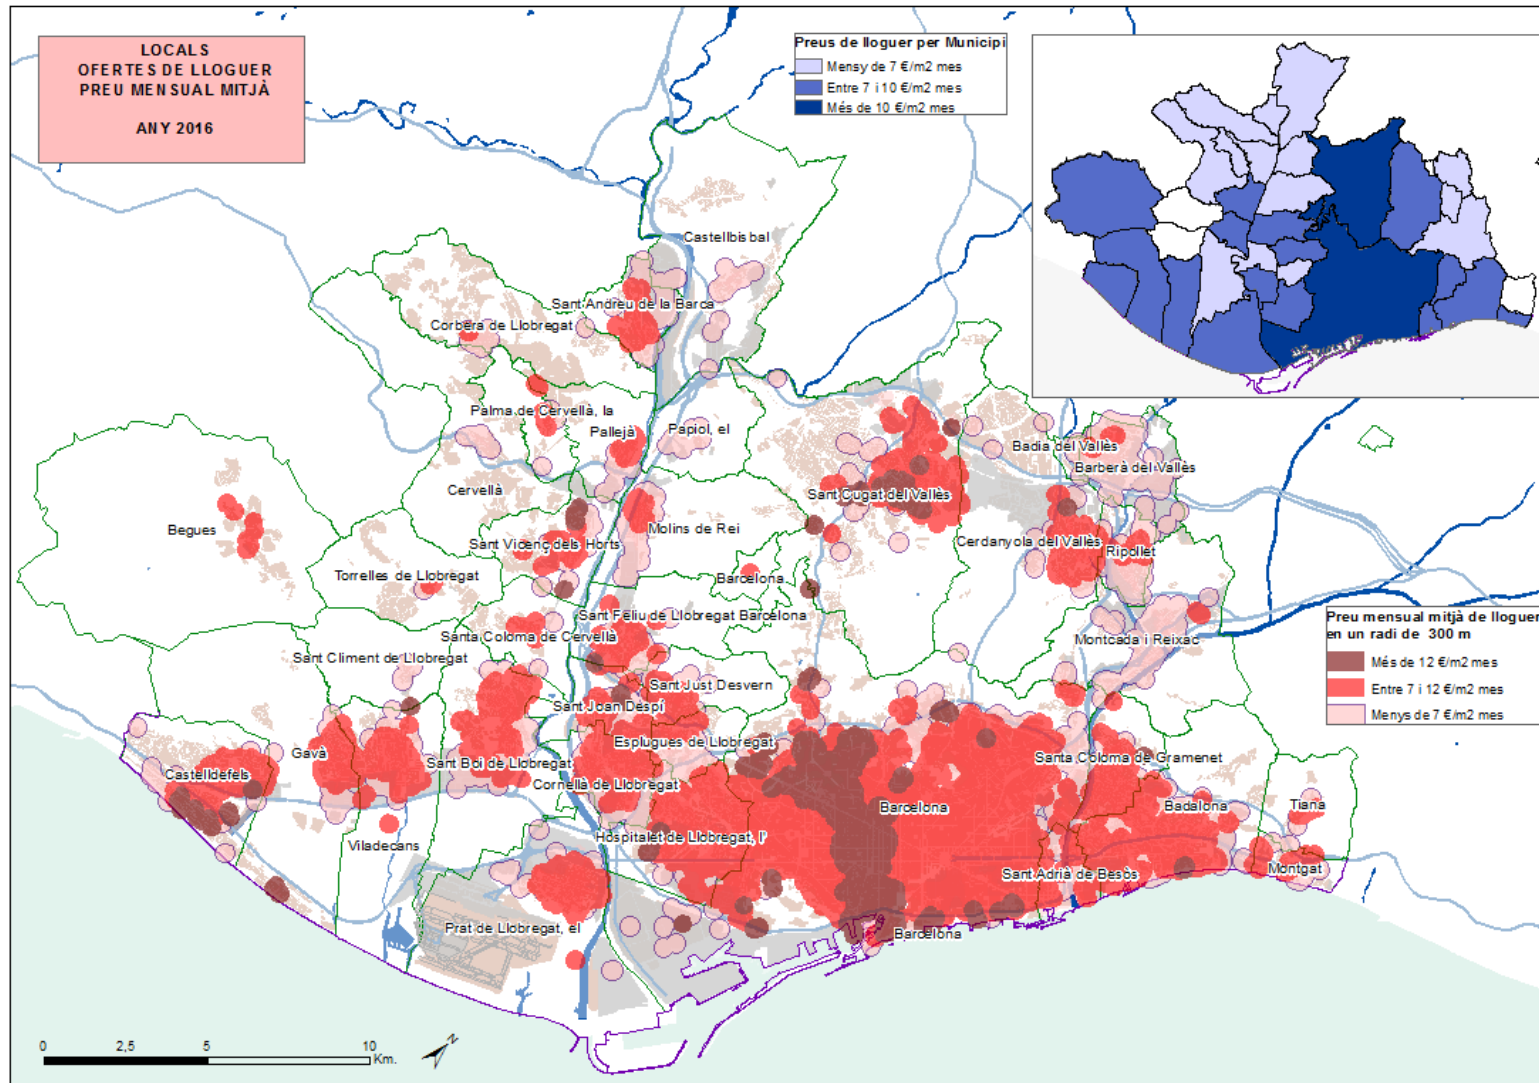 LOCALS
OFERTES DE LLOGUER
PREU MENSUAL MITJÀ
ANY 2016
Preus de lloguer per Municipi
Mensy de 7 €/m2 mes
Entre 7 i 10 €/m2 mes
Més de 10 €/m2 mes
Castellbisbal
Sant Andreu de la Barca
Corbera de Llobregat
Palma de Cervellà, la
Pallejà
Papiol, el
Badia del Vallès
Barberà del Vallès
Cervellà
Sant Cugat del Vallès
Begues
Molins de Rei
Sant Vicenç dels Horts
Cerdanyola del Vallès
Ripollet
Torrelles de Llobregat
Barcelona
Sant Feliu de Llobregat
Barcelona
Santa Coloma de Cervellà
Montcada i Reixac
Preu mensual mitjà de lloguer
en un radi de 300 m
Més de 12 €/m2 mes
Entre 7 i 12 €/m2 mes
Menys de 7 €/m2 mes
Sant Climent de Llobregat
Sant Just Desvern
Sant Joan Despí
Gavà
Esplugues de Llobregat
Santa Coloma de Gramenet
Castelldefels
Sant Boi de Llobregat
Cornellà de Llobregat
Barcelona
Badalona
Tiana
Viladecans
Hospitalet de Llobregat, l'
Sant Adrià de Besòs
Montgat
Prat de Llobregat, el
Barcelona
0 2,5 5 10
Km.
N